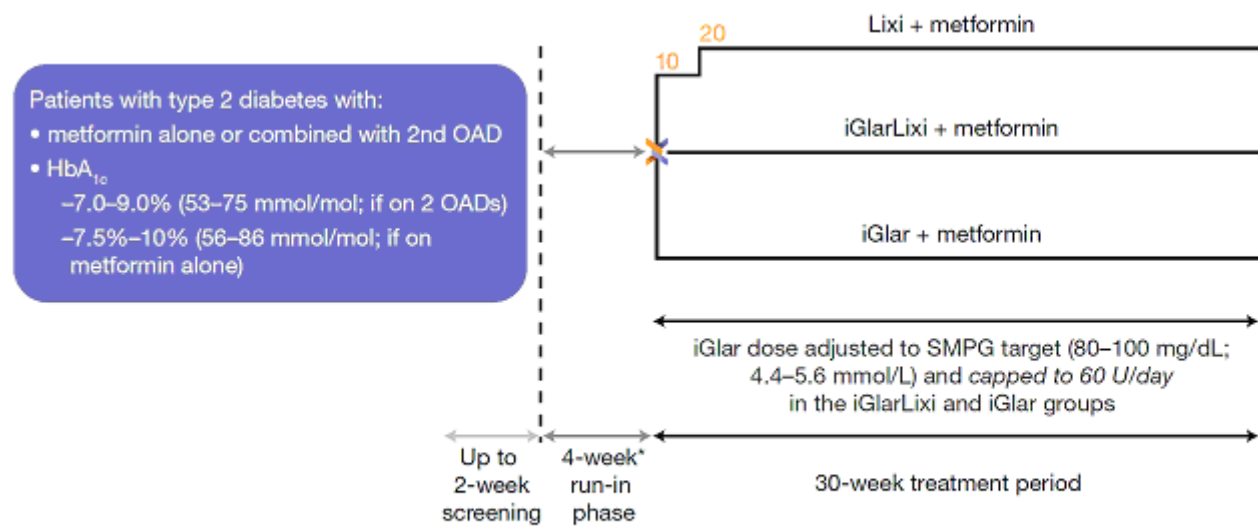 Lixi + metformin
20
10
Patients with type 2 diabetes with:
• metformin alone or combined with 2nd OAD
• HbA1c
–7.0–9.0% (53–75 mmol/mol; if on 2 OADs)
–7.5%–10% (56–86 mmol/mol; if on
metformin alone)
iGlarLixi + metformin
iGlar + metformin
iGlar dose adjusted to SMPG target (80–100 mg/dL;
4.4–5.6 mmol/L) and capped to 60 U/day
in the iGlarLixi and iGlar groups
Up to
2-week
screening
4-week*
run-in
phase
30-week treatment period